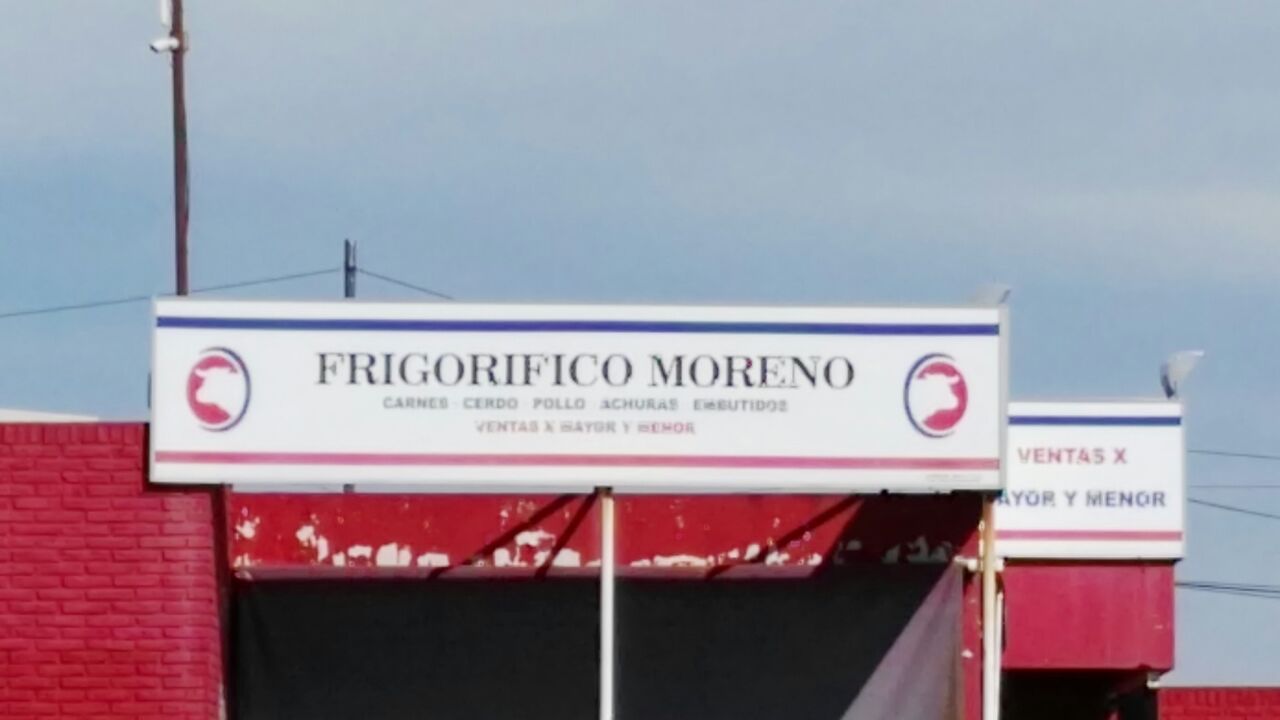 FRIGORIFICO MORENO
CARNES - CERDO - POLLO - ACHURAS - EMBUTIDOS
VENTAS X MAYOR Y MENOR
VENTAS X
AYOR Y MENOR